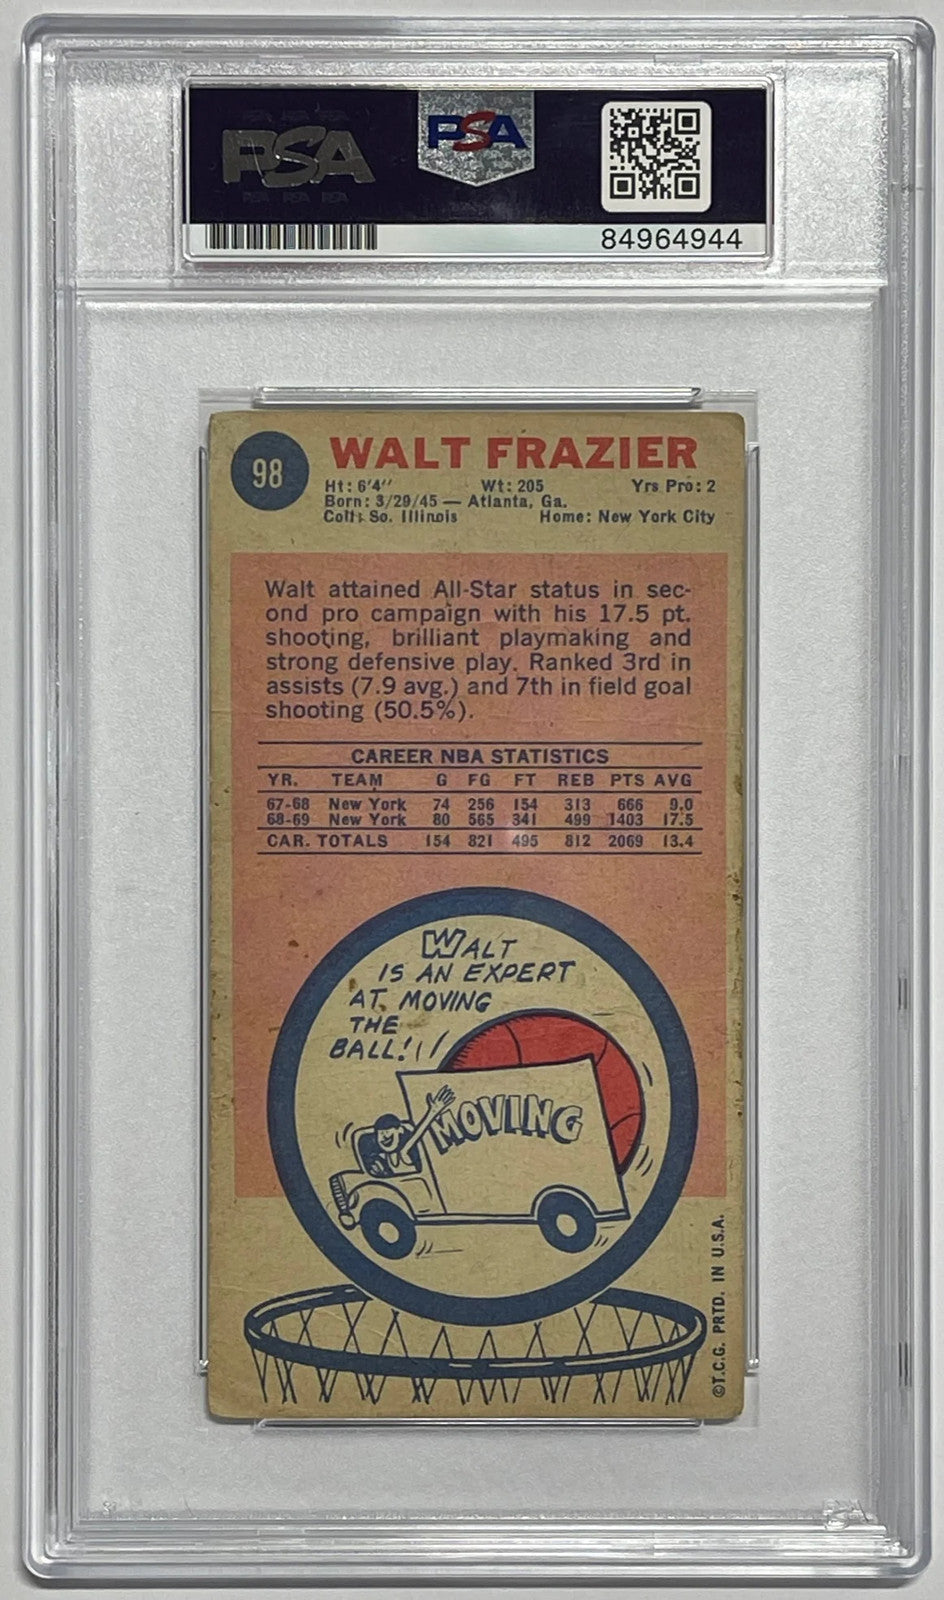 PSA
PSA
PSA PSA PSA
84964944
98
WALT FRAZIER
Ht: 6'4" Wt: 205 Yrs Pro: 2
Born: 3/29/45 — Atlanta, Ga.
Coll: So. Illinois Home: New York City
Walt attained All-Star status in sec-
ond pro campaign with his 17.5 pt.
shooting, brilliant playmaking and
strong defensive play. Ranked 3rd in
assists (7.9 avg.) and 7th in field goal
shooting (50.5%).
CAREER NBA STATISTICS
YR. TEAM G FG FT REB PTS AVG
67-68 New York 74 256 154 313 666 9.0
68-69 New York 80 565 341 499 1403 17.5
CAR. TOTALS 154 821 495 812 2069 13.4
WALT
IS AN EXPERT
AT MOVING
THE
BALL!
MOVING
©T.C.G. PRTD. IN U.S.A.